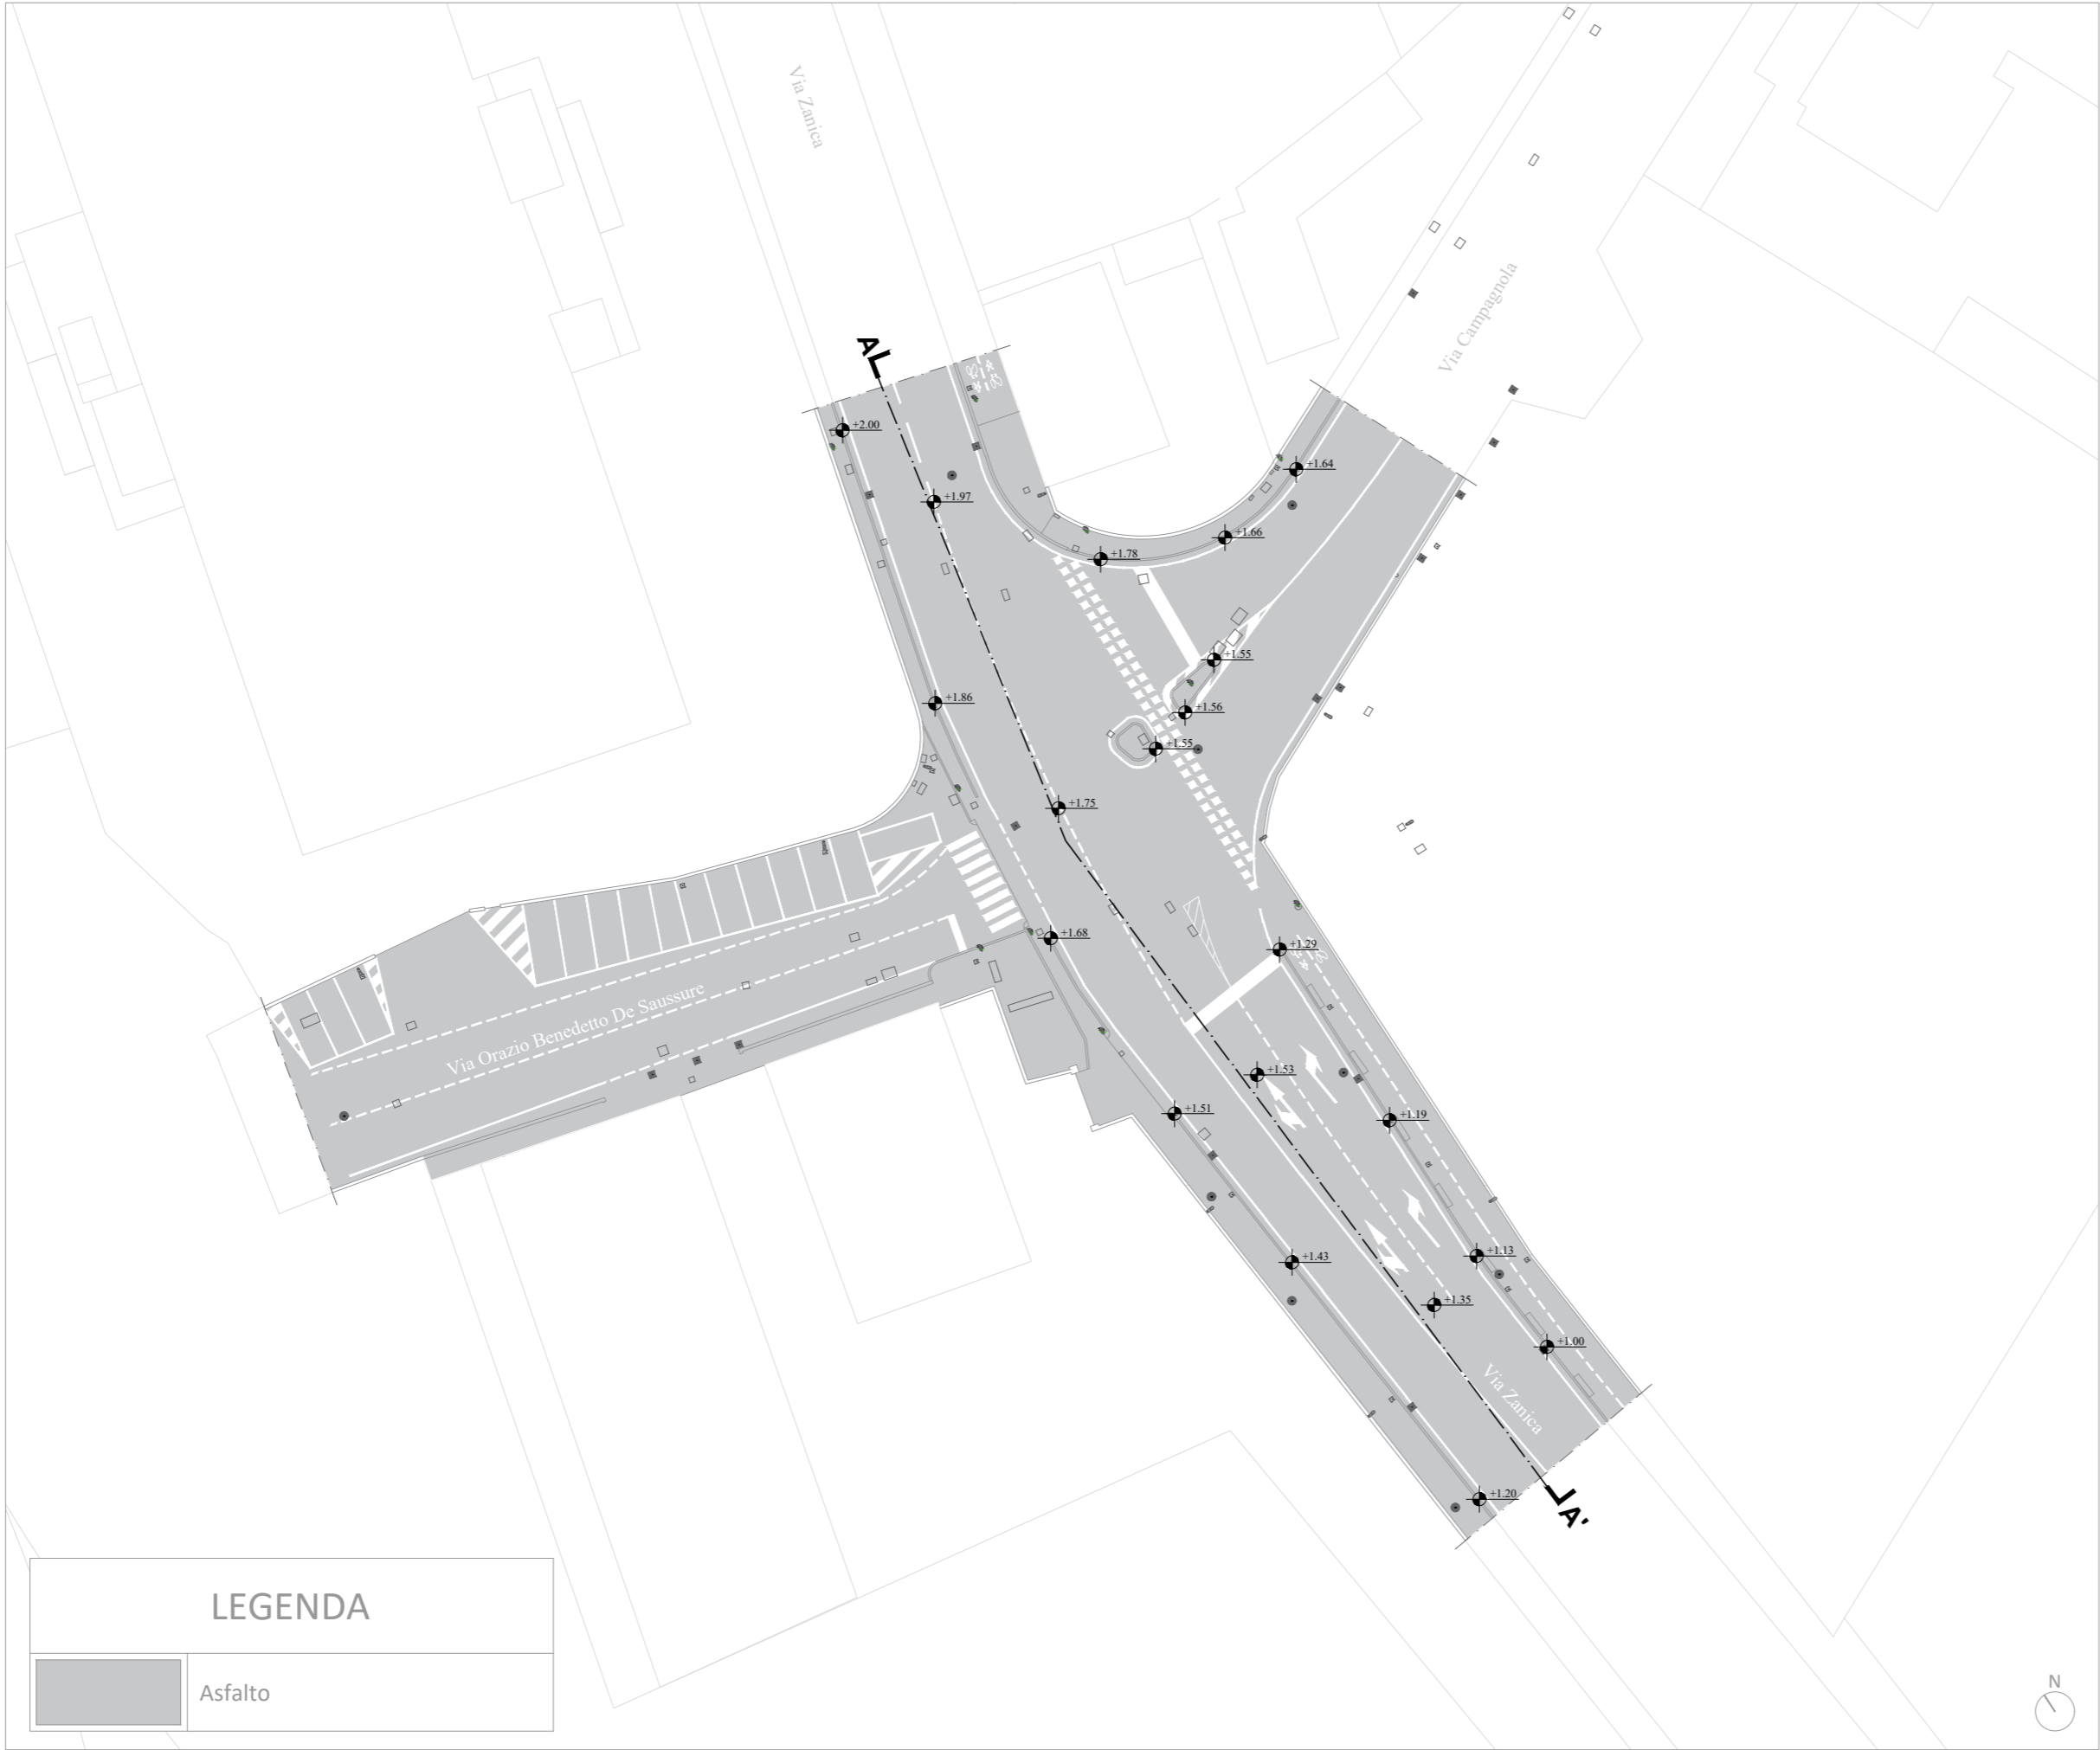 Via Zanica
Via Campagnola
A
+2.00
+1.64
+1.97
+1.66
+1.78
+1.55
+1.86
+1.56
+1.55
+1.75
+1.68
+1.29
Via Orazio Benedetto De Saussure
+1.53
+1.51
+1.19
+1.43
+1.13
+1.35
+1.00
Via Zanica
+1.20
A'
LEGENDA
Asfalto
N